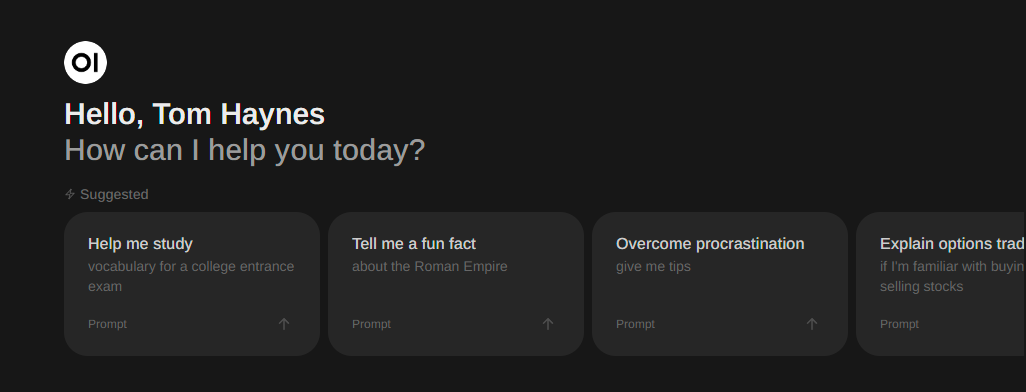 OI
Hello, Tom Haynes
How can I help you today?
Suggested
Help me study
vocabulary for a college entrance
exam
Prompt
Tell me a fun fact
about the Roman Empire
Prompt
Overcome procrastination
give me tips
Prompt
Explain options trad
if I'm familiar with buyin
selling stocks
Prompt